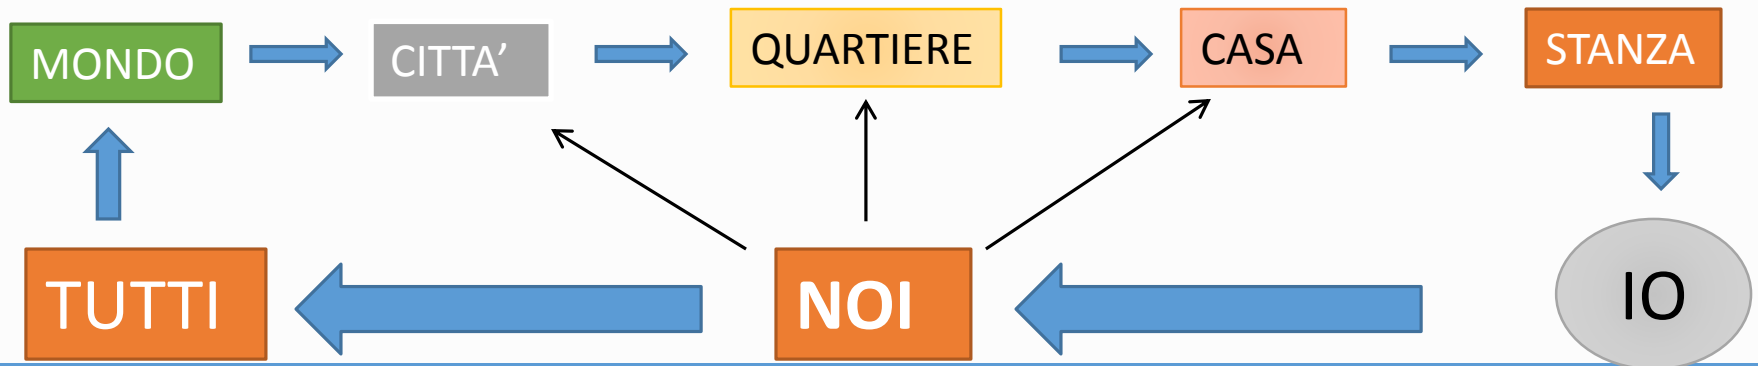 MONDO
CITTA’
QUARTIERE
CASA
STANZA
TUTTI
NOI
IO